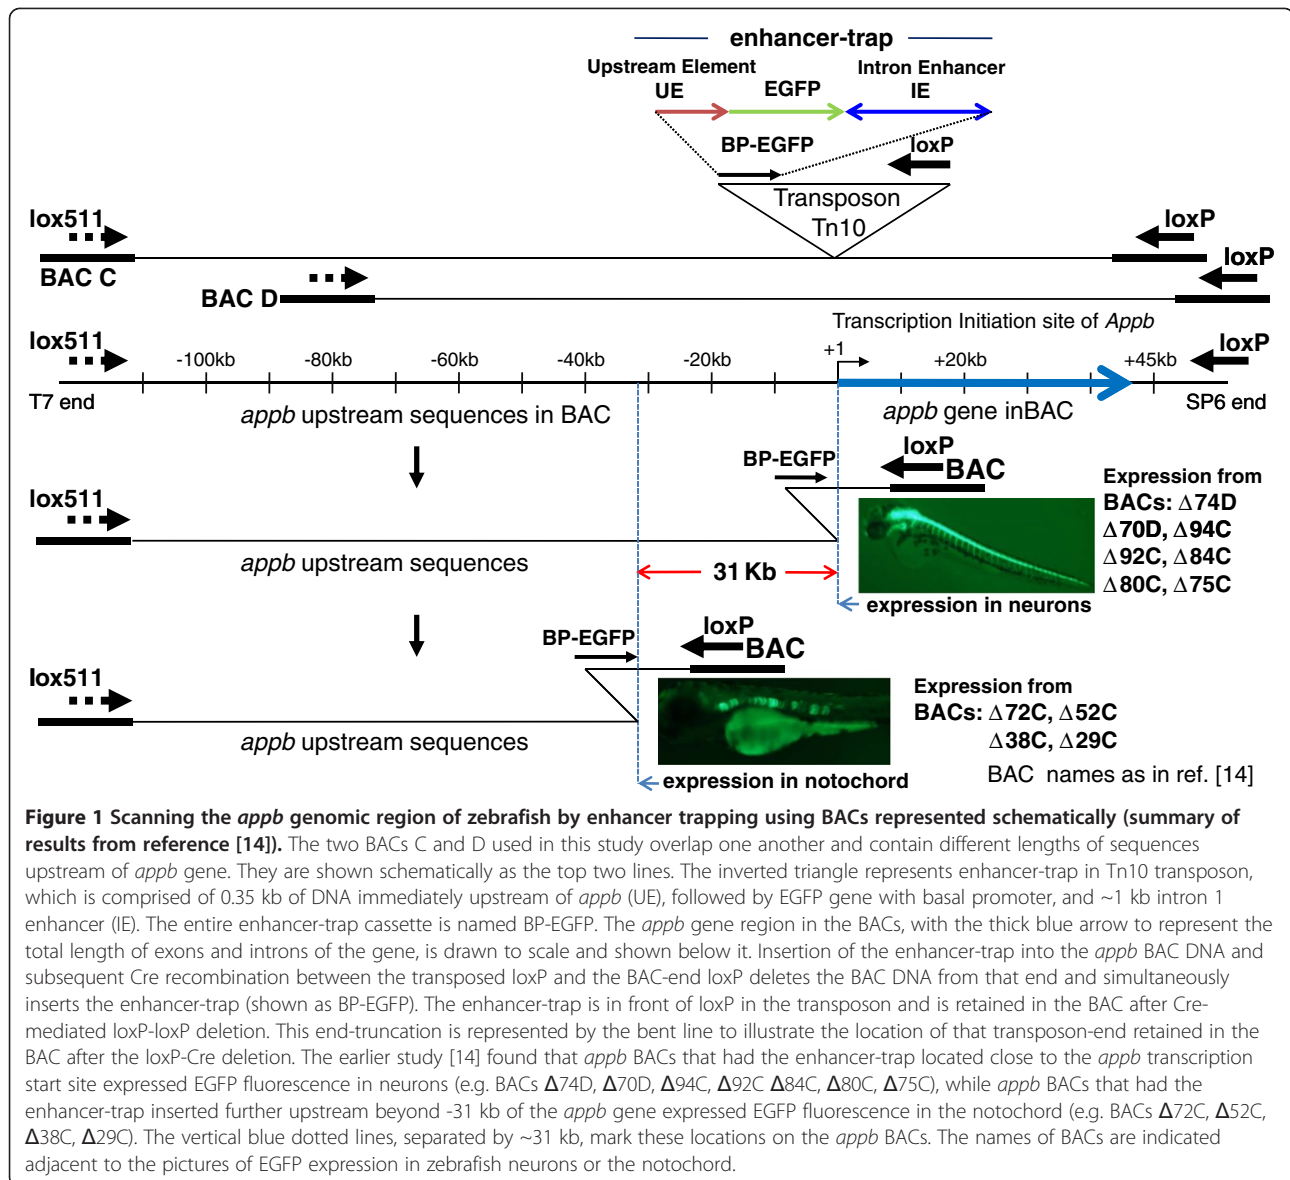 enhancer-trap
Upstream Element
UE
EGFP
Intron Enhancer
IE
BP-EGFP
loxP
Transposon
Tn10
lox511
loxP
BAC C
loxP
BAC D
Transcription Initiation site of Appb
lox511
-100kb
-80kb
-60kb
-40kb
-20kb
+1
+20kb
+45kb
loxP
T7 end
appb upstream sequences in BAC
appb gene inBAC
SP6 end
BP-EGFP
loxP
BAC
lox511
appb upstream sequences
31 Kb
expression in neurons
Expression from
BACs: Δ74D
Δ70D, Δ94C
Δ92C, Δ84C
Δ80C, Δ75C
BP-EGFP
loxP
BAC
lox511
appb upstream sequences
expression in notochord
Expression from
BACs: Δ72C, Δ52C
Δ38C, Δ29C
BAC names as in ref. [14]
Figure 1 Scanning the appb genomic region of zebrafish by enhancer trapping using BACs represented schematically (summary of
results from reference [14]). The two BACs C and D used in this study overlap one another and contain different lengths of sequences
upstream of appb gene. They are shown schematically as the top two lines. The inverted triangle represents enhancer-trap in Tn10 transposon,
which is comprised of 0.35 kb of DNA immediately upstream of appb (UE), followed by EGFP gene with basal promoter, and ~1 kb intron 1
enhancer (IE). The entire enhancer-trap cassette is named BP-EGFP. The appb gene region in the BACs, with the thick blue arrow to represent the
total length of exons and introns of the gene, is drawn to scale and shown below it. Insertion of the enhancer-trap into the appb BAC DNA and
subsequent Cre recombination between the transposed loxP and the BAC-end loxP deletes the BAC DNA from that end and simultaneously
inserts the enhancer-trap (shown as BP-EGFP). The enhancer-trap is in front of loxP in the transposon and is retained in the BAC after Cre-
mediated loxP-loxP deletion. This end-truncation is represented by the bent line to illustrate the location of that transposon-end retained in the
BAC after the loxP-Cre deletion. The earlier study [14] found that appb BACs that had the enhancer-trap located close to the appb transcription
start site expressed EGFP fluorescence in neurons (e.g. BACs Δ74D, Δ70D, Δ94C, Δ92C Δ84C, Δ80C, Δ75C), while appb BACs that had the
enhancer-trap inserted further upstream beyond -31 kb of the appb gene expressed EGFP fluorescence in the notochord (e.g. BACs Δ72C, Δ52C,
Δ38C, Δ29C). The vertical blue dotted lines, separated by ~31 kb, mark these locations on the appb BACs. The names of BACs are indicated
adjacent to the pictures of EGFP expression in zebrafish neurons or the notochord.